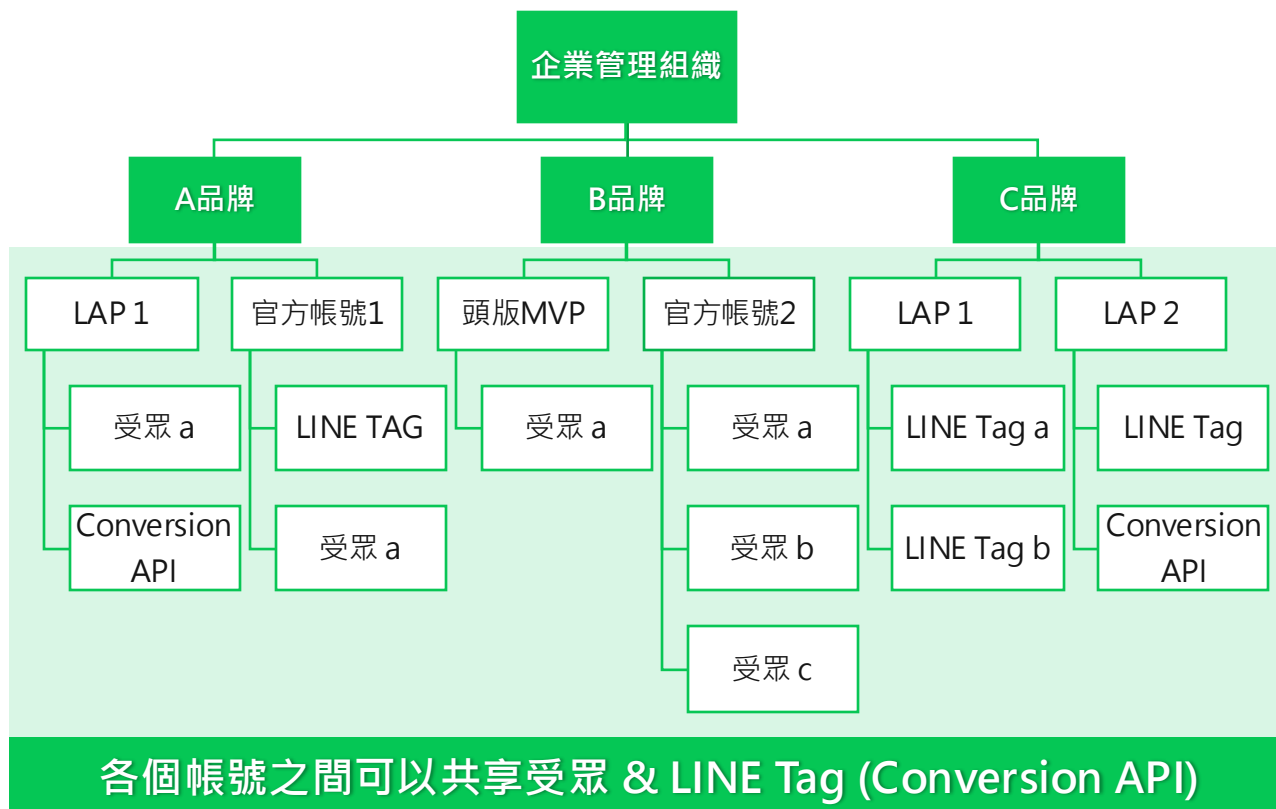 企業管理組織
A品牌
B品牌
C品牌
LAP 1
官方帳號1
頭版MVP
官方帳號2
LAP 1
LAP 2
受眾 a
LINE TAG
受眾 a
受眾 a
LINE Tag a
LINE Tag
Conversion
API
受眾 a
受眾 b
LINE Tag b
Conversion
API
受眾 c
各個帳號之間可以共享受眾 & LINE Tag (Conversion API)